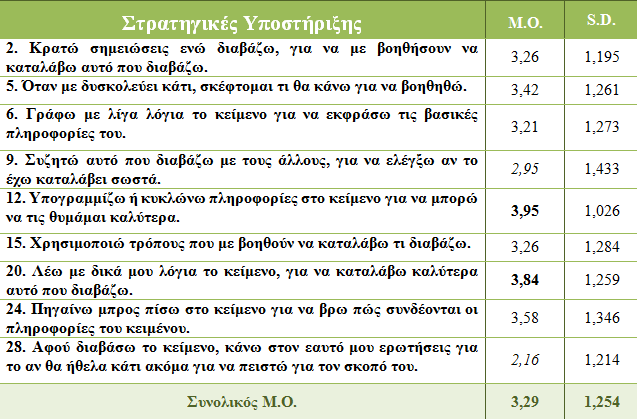 Στρατηγικές Υποστήριξης Μ.Ο. S.D.
2. Κρατώ σημειώσεις ενώ διαβάζω, για να με βοηθήσουν να
καταλάβω αυτό που διαβάζω. 3,26 1,195
5. Όταν με δυσκολεύει κάτι, σκέφτομαι τι θα κάνω για να βοηθηθώ. 3,42 1,261
6. Γράφω με λίγα λόγια το κείμενο για να εκφράσω τις βασικές
πληροφορίες του. 3,21 1,273
9. Συζητώ αυτό που διαβάζω με τους άλλους, για να ελέγξω αν το
έχω καταλάβει σωστά. 2,95 1,433
12. Υπογραμμίζω ή κυκλώνω πληροφορίες στο κείμενο για να μπορώ
να τις θυμάμαι καλύτερα. 3,95 1,026
15. Χρησιμοποιώ τρόπους που με βοηθούν να καταλάβω τι διαβάζω. 3,26 1,284
20. Λέω με δικά μου λόγια το κείμενο, για να καταλάβω καλύτερα
αυτό που διαβάζω. 3,84 1,259
24. Πηγαίνω μπρος πίσω στο κείμενο για να βρω πώς συνδέονται οι
πληροφορίες του κειμένου. 3,58 1,346
28. Αφού διαβάσω το κείμενο, κάνω στον εαυτό μου ερωτήσεις για
το αν θα ήθελα κάτι ακόμα για να πειστώ για τον σκοπό του. 2,16 1,214
Συνολικός Μ.Ο. 3,29 1,254